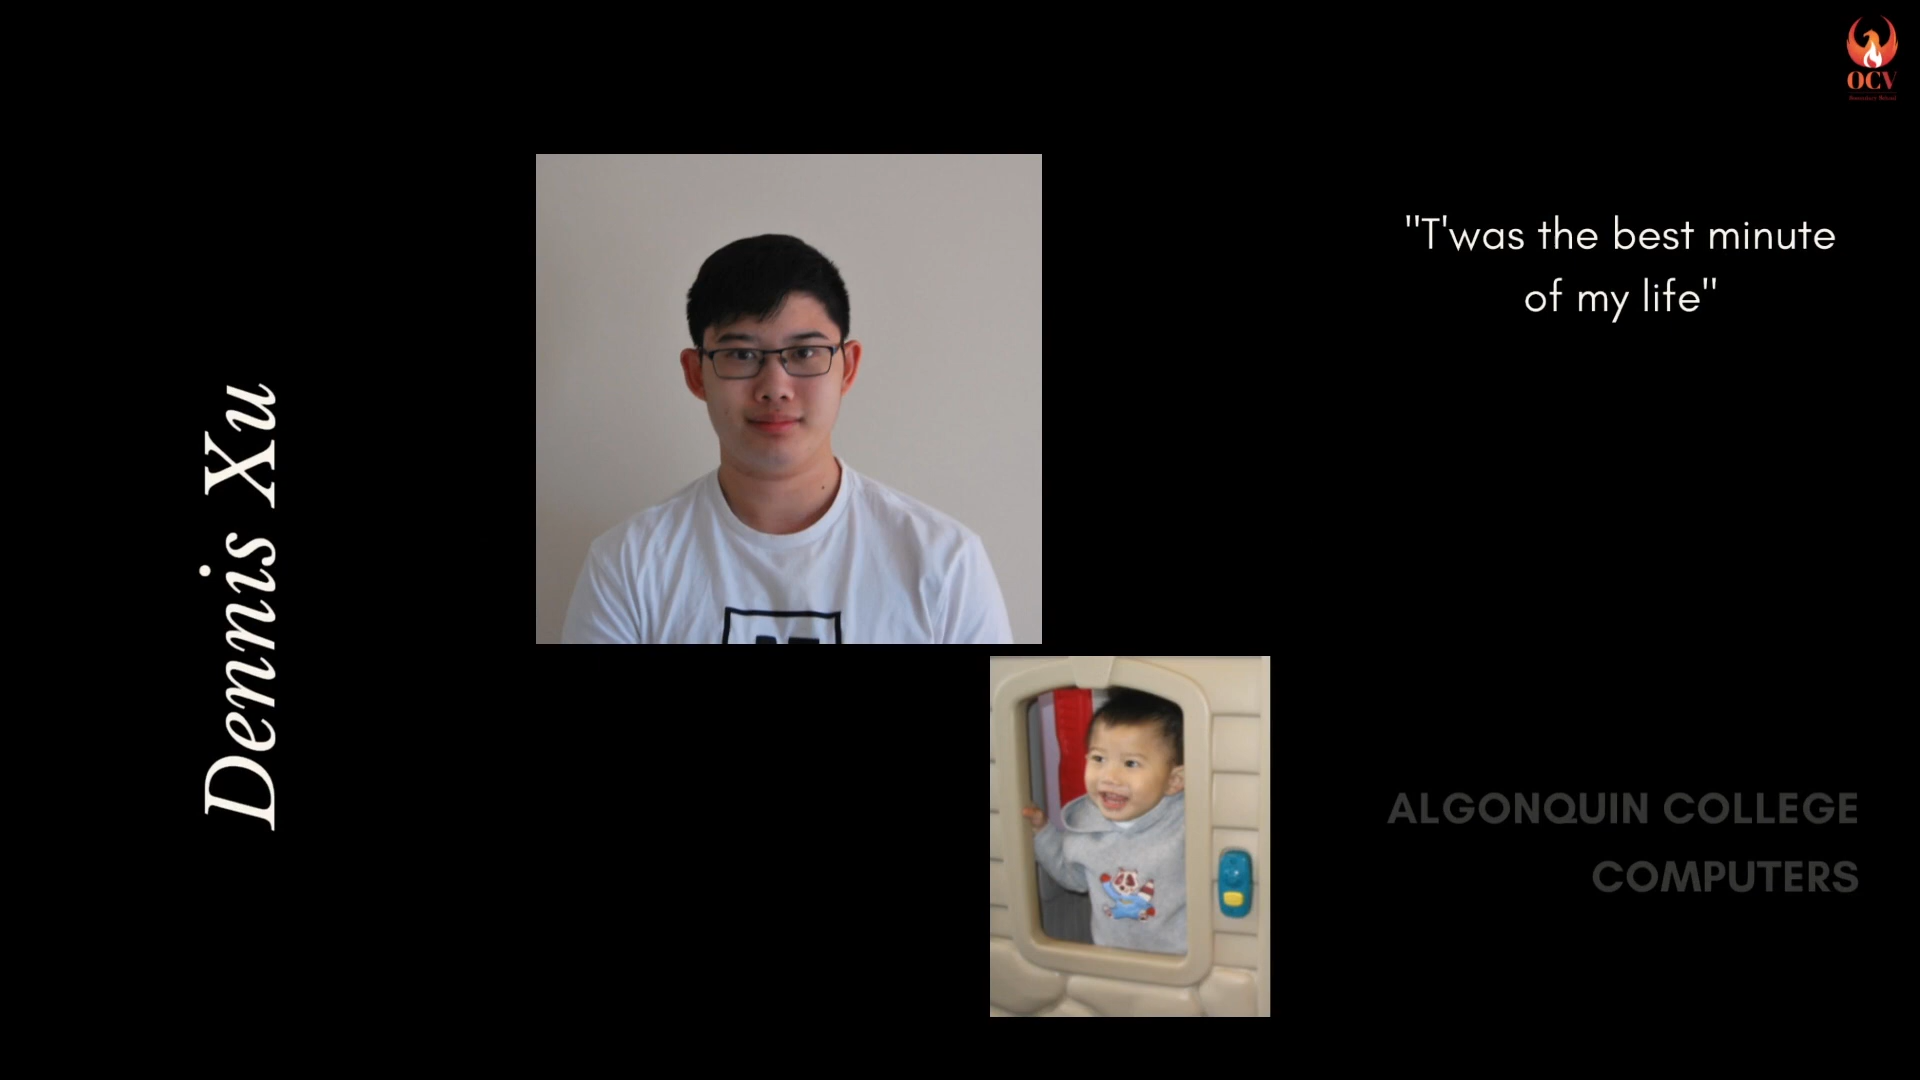 OCV
"T'was the best minute
of my life"
Dennis Xu
ALGONQUIN COLLEGE
COMPUTERS